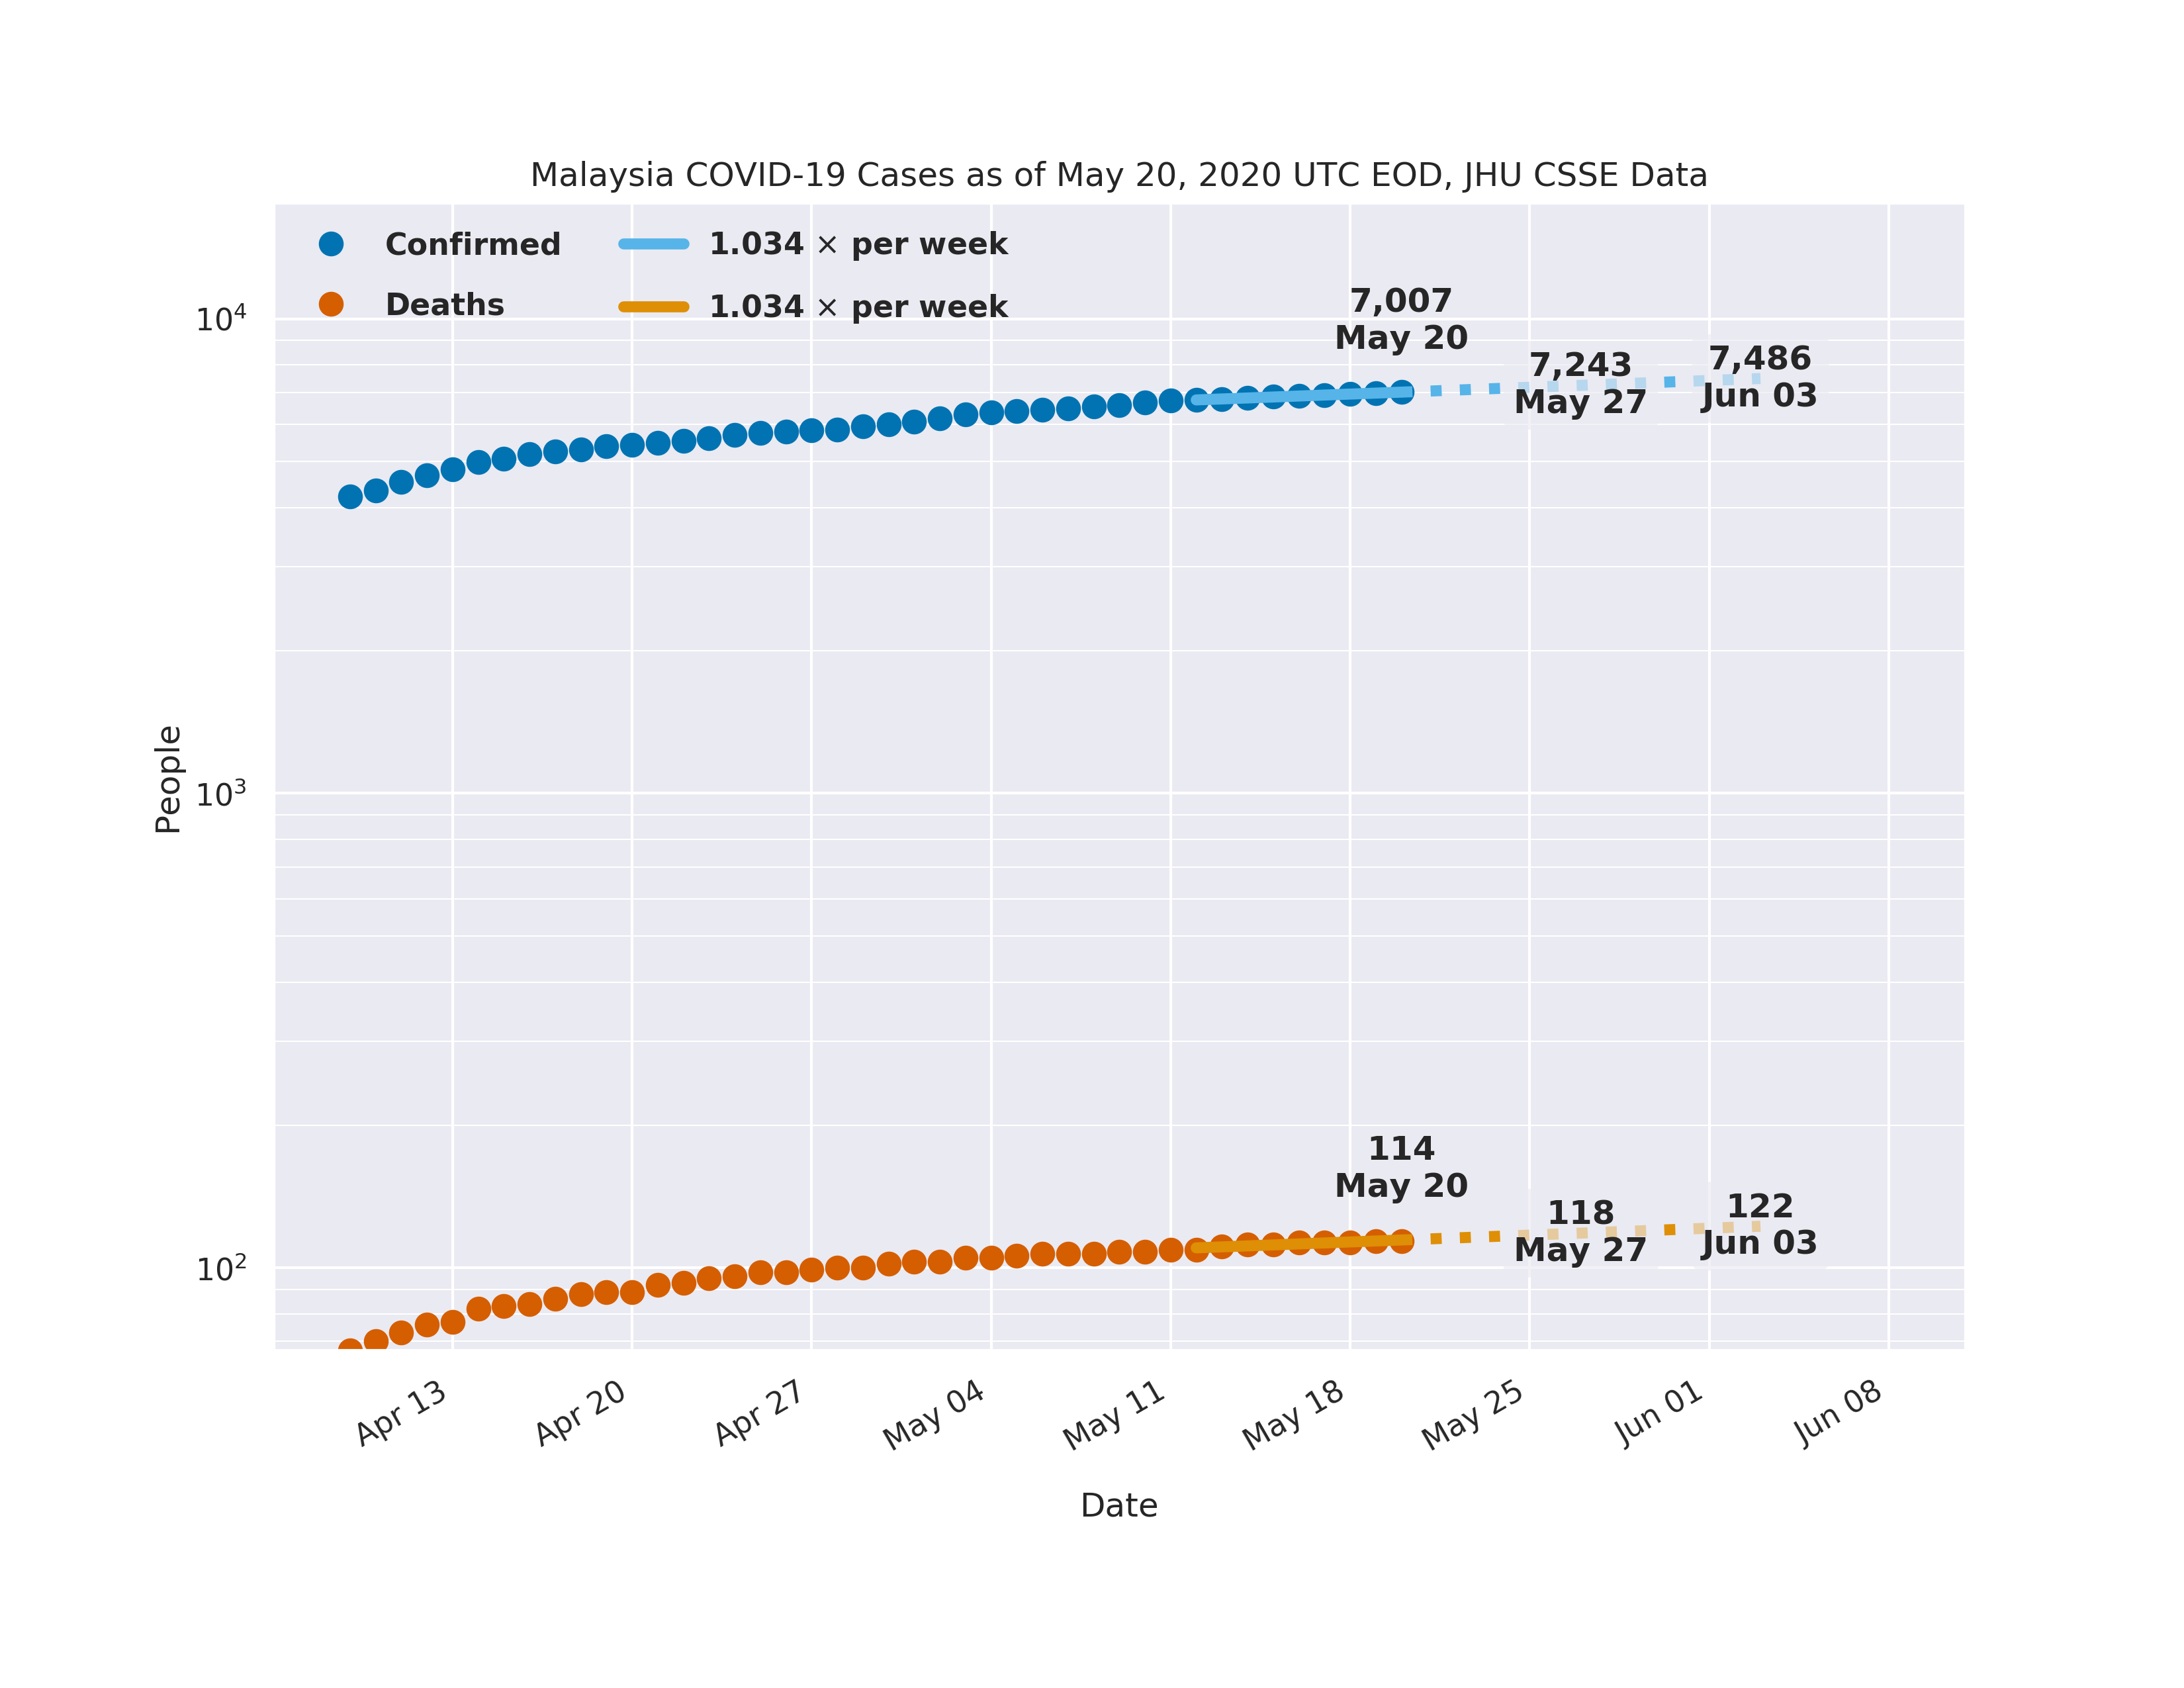 Malaysia COVID-19 Cases as of May 20, 2020 UTC EOD, JHU CSSE Data
Confirmed
Deaths
1.034 × per week
1.034 × per week
7,007
May 20
7,243
May 27
7,486
Jun 03
114
May 20
118
May 27
122
Jun 03
People
10⁴
10³
10²
Apr 13
Apr 20
Apr 27
May 04
May 11
May 18
May 25
Jun 01
Jun 08
Date